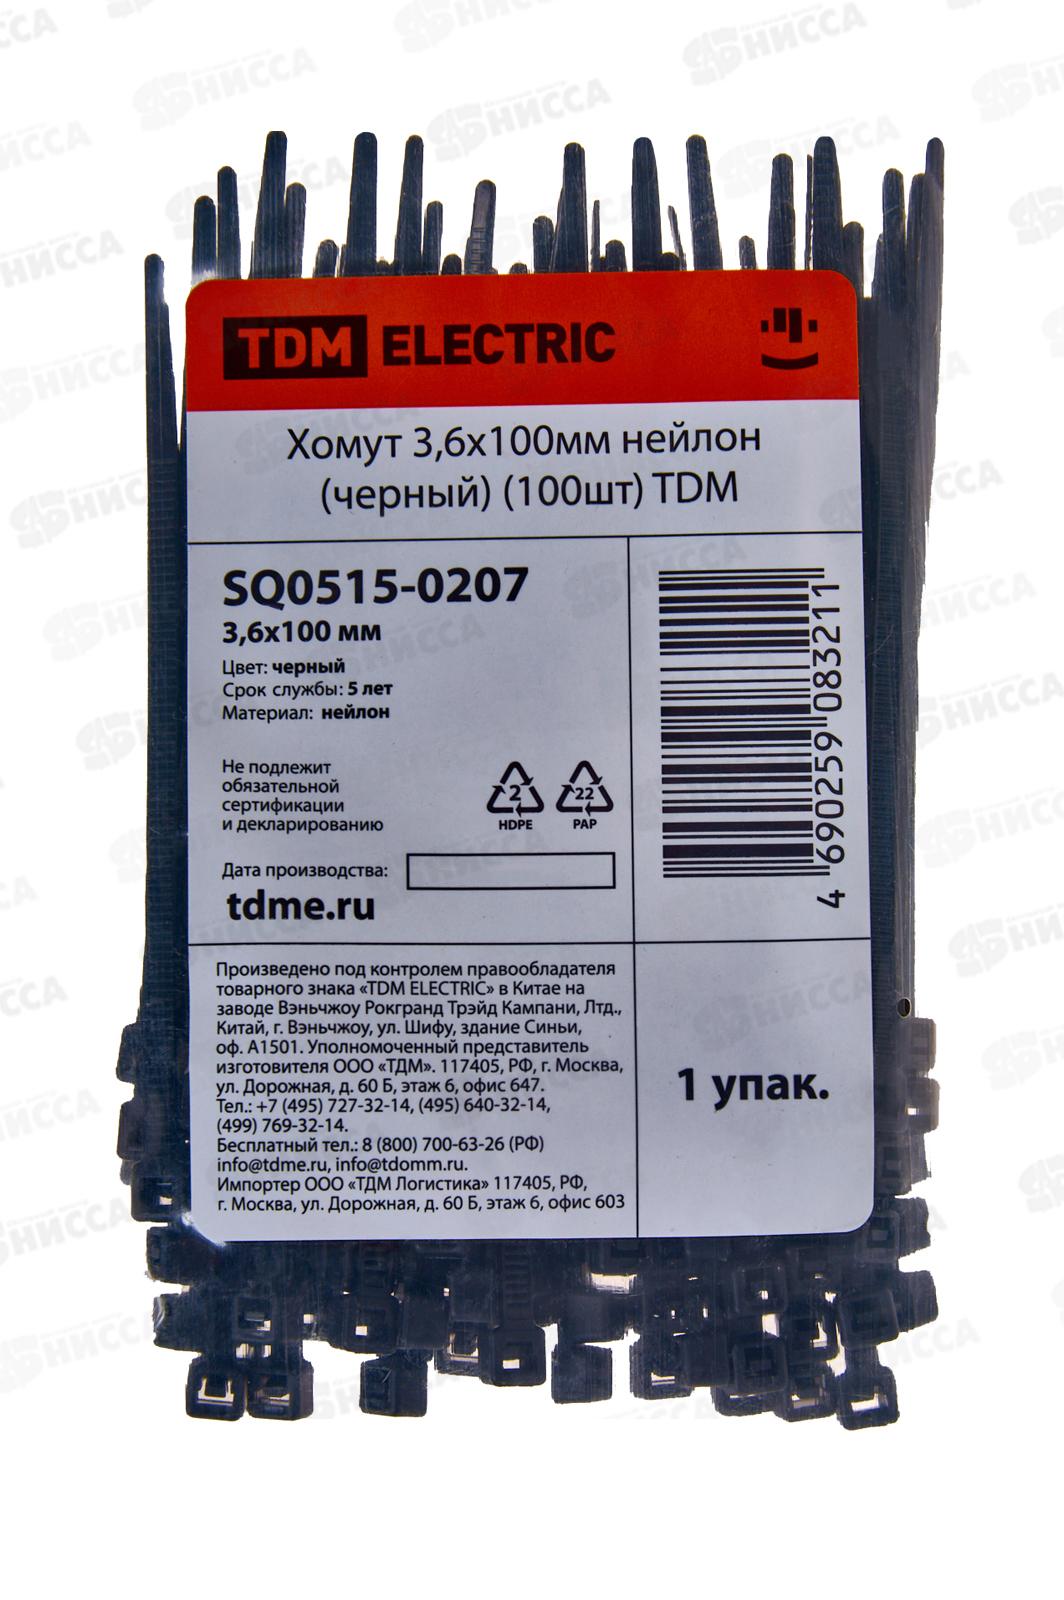 TDM ELECTRIC
Хомут 3,6х100мм нейлон
(черный) (100шт) TDM
SQ0515-0207
3,6х100 мм
Цвет: черный
Срок службы: 5 лет
Материал: нейлон
Не подлежит
обязательной
сертификации
и декларированию
2
HDPE
22
PAP
Дата производства:
tdme.ru
4 690259 083211
Произведено под контролем правообладателя
товарного знака «TDM ELECTRIC» в Китае на
заводе Вэньчжоу Рокгранд Трэйд Кампани, Лтд.,
Китай, г. Вэньчжоу, ул. Шифу, здание Синьи,
оф. А1501. Уполномоченный представитель
изготовителя ООО «ТДМ». 117405, РФ, г. Москва,
ул. Дорожная, д. 60 Б, этаж 6, офис 647.
Тел.: +7 (495) 727-32-14, (495) 640-32-14,
(499) 769-32-14.
Бесплатный тел.: 8 (800) 700-63-26 (РФ)
info@tdme.ru, info@tdomm.ru.
Импортер ООО «ТДМ Логистика» 117405, РФ,
г. Москва, ул. Дорожная, д. 60 Б, этаж 6, офис 603
1 упак.
НИССА